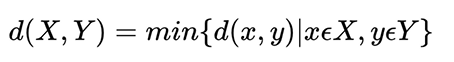 d(X, Y) = min{d(x, y)|xϵX, yϵY}